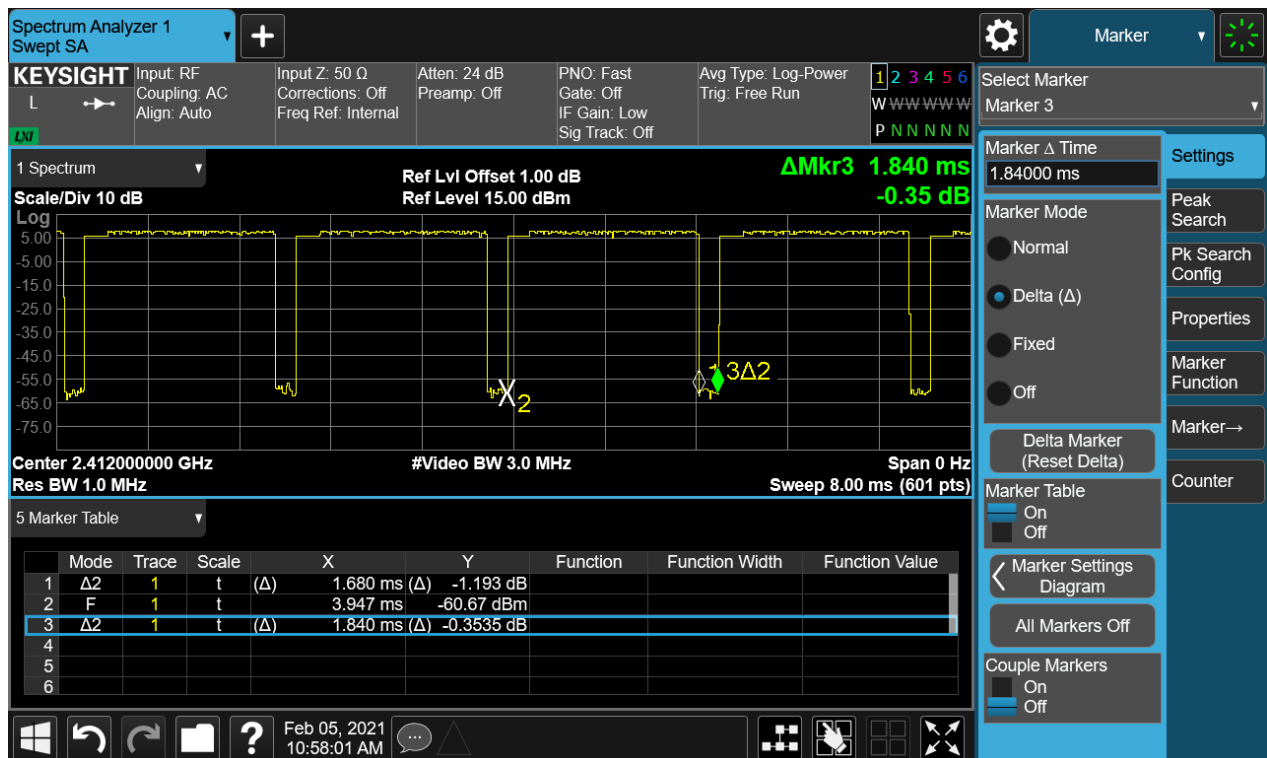 Spectrum Analyzer 1
Swept SA
+
Marker
KEYSIGHT
L
LXI
Input: RF
Coupling: AC
Align: Auto
Input Z: 50 Ω
Corrections: Off
Freq Ref: Internal
Atten: 24 dB
Preamp: Off
PNO: Fast
Gate: Off
IF Gain: Low
Sig Track: Off
Avg Type: Log-Power
Trig: Free Run
1 2 3 4 5 6
W W W W W W
P N N N N N
Select Marker
Marker 3
1 Spectrum
Scale/Div 10 dB
Ref Lvl Offset 1.00 dB
Ref Level 15.00 dBm
ΔMkr3 1.840 ms
-0.35 dB
Log
5.00
-5.00
-15.0
-25.0
-35.0
-45.0
-55.0
-65.0
-75.0
1 3Δ2
X2
Center 2.412000000 GHz
#Video BW 3.0 MHz
Span 0 Hz
Res BW 1.0 MHz
Sweep 8.00 ms (601 pts)
5 Marker Table
Mode Trace Scale X Y Function Function Width Function Value
1 Δ2 1 t (Δ) 1.680 ms (Δ) -1.193 dB
2 F 1 t 3.947 ms -60.67 dBm
3 Δ2 1 t (Δ) 1.840 ms (Δ) -0.3535 dB
4
5
6
?
Feb 05, 2021
10:58:01 AM
Marker Δ Time
1.84000 ms
Marker Mode
Normal
Delta (Δ)
Fixed
Off
Delta Marker
(Reset Delta)
Marker Table
On
Off
Marker Settings
Diagram
All Markers Off
Couple Markers
On
Off
Settings
Peak
Search
Pk Search
Config
Properties
Marker
Function
Marker→
Counter